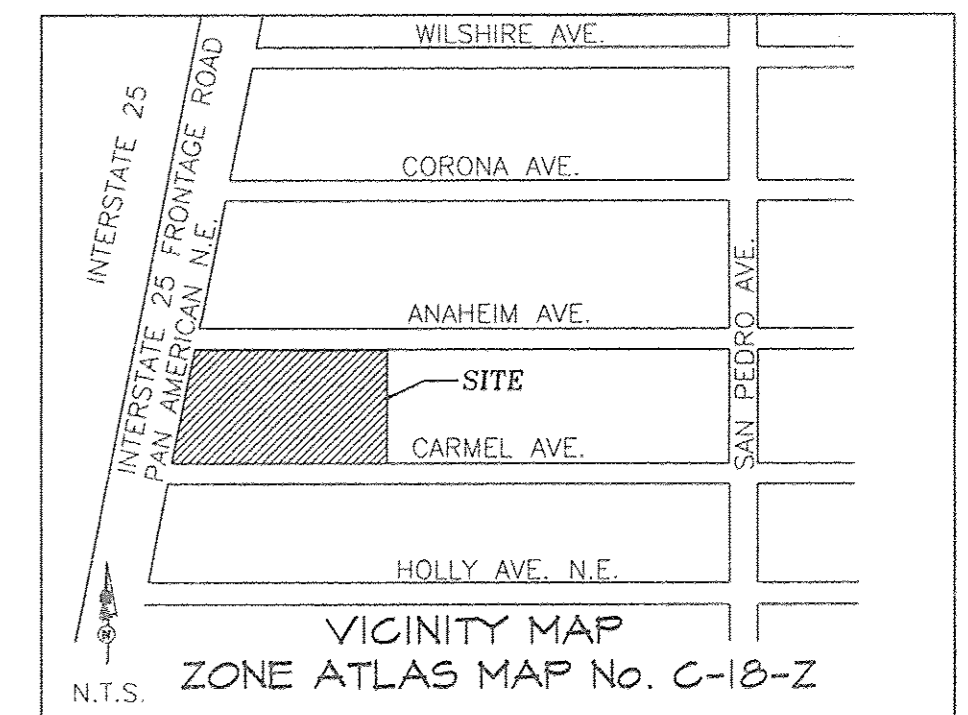 WILSHIRE AVE.
INTERSTATE 25
INTERSTATE 25 FRONTAGE ROAD
PAN AMERICAN N.E.
CORONA AVE.
ANAHEIM AVE.
SAN PEDRO AVE.
SITE
CARMEL AVE.
HOLLY AVE. N.E.
VICINITY MAP
ZONE ATLAS MAP No. C-18-Z
N.T.S.